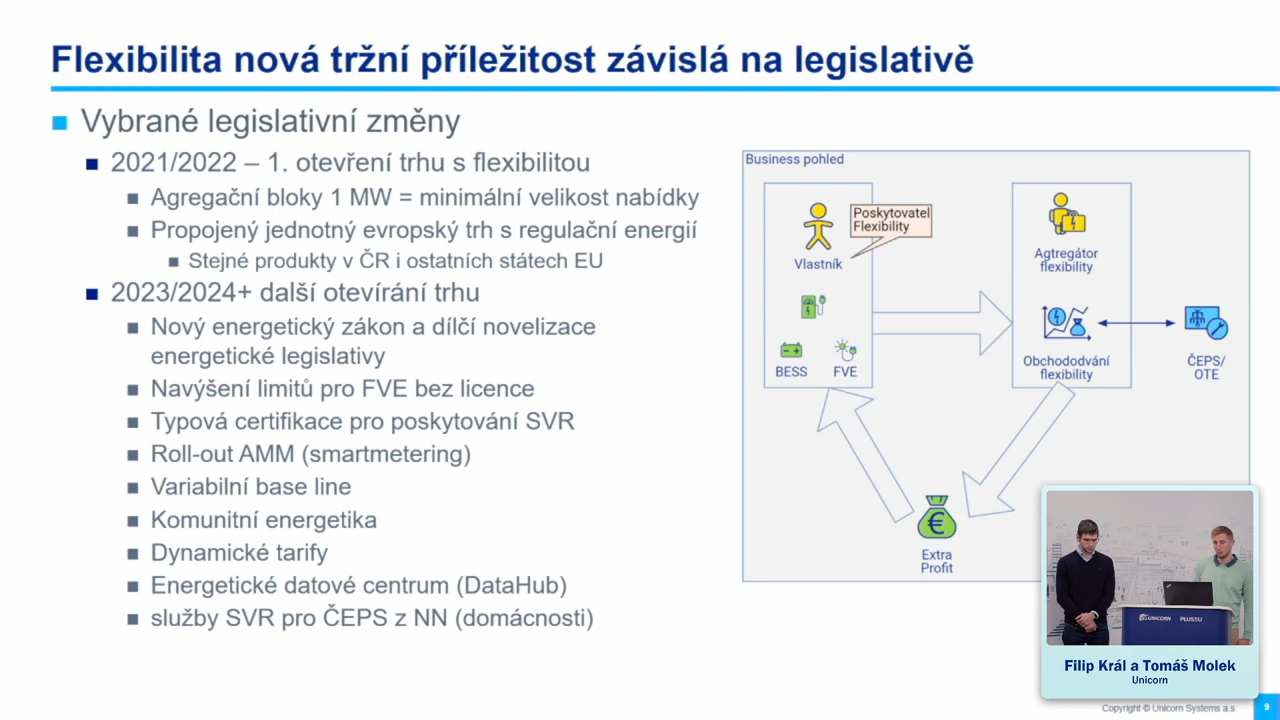 Flexibilita nová tržní příležitost závislá na legislativě
Vybrané legislativní změny
2021/2022 – 1. otevření trhu s flexibilitou
Agregační bloky 1 MW = minimální velikost nabídky
Propojený jednotný evropský trh s regulační energií
Stejné produkty v ČR i ostatních státech EU
2023/2024+ další otevírání trhu
Nový energetický zákon a dílčí novelizace
energetické legislativy
Navýšení limitů pro FVE bez licence
Typová certifikace pro poskytování SVR
Roll-out AMM (smartmetering)
Variabilní base line
Komunitní energetika
Dynamické tarify
Energetické datové centrum (DataHub)
služby SVR pro ČEPS z NN (domácnosti)
Business pohled
Poskytovatel
Flexibility
Vlastník
BESS
FVE
Agtregátor
flexibility
Obchododvání
flexibility
ČEPS/
OTE
Extra
Profit
UNICORN
PLUS4U
Filip Král a Tomáš Molek
Unicorn
Copyright © Unicorn Systems a.s.
9